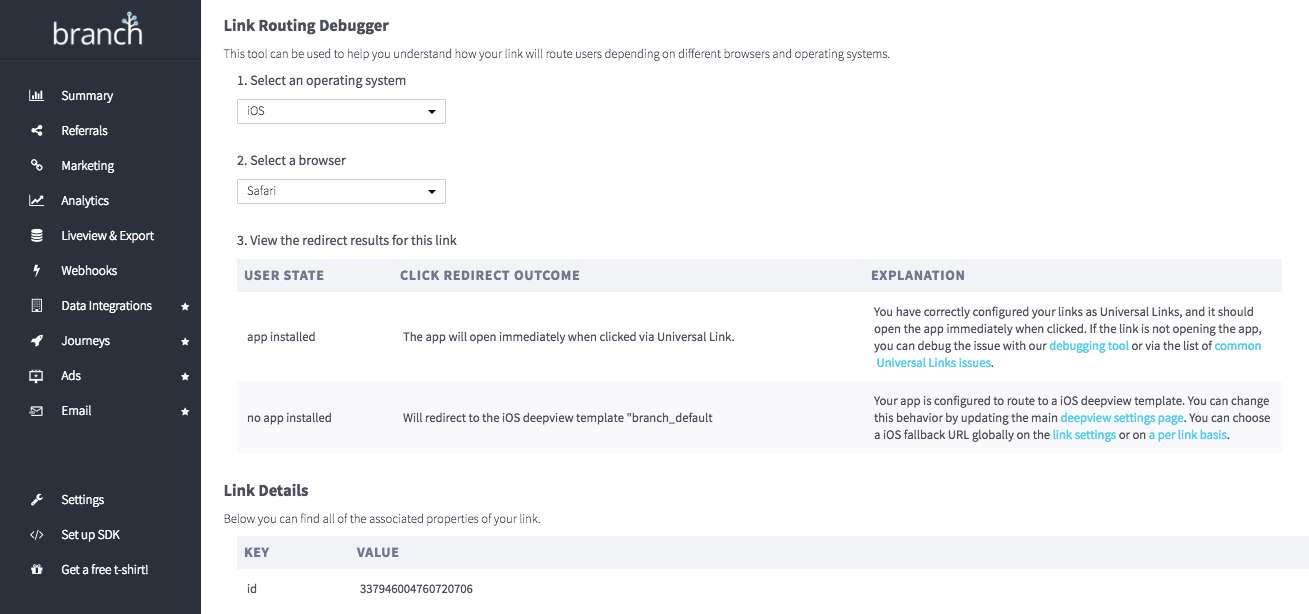 branch
Summary
Referrals
Marketing
Analytics
Liveview & Export
Webhooks
Data Integrations
Journeys
Ads
Email
Settings
Set up SDK
Get a free t-shirt!
Link Routing Debugger
This tool can be used to help you understand how your link will route users depending on different browsers and operating systems.
1. Select an operating system
iOS
2. Select a browser
Safari
3. View the redirect results for this link
USER STATE CLICK REDIRECT OUTCOME EXPLANATION
app installed
The app will open immediately when clicked via Universal Link.
You have correctly configured your links as Universal Links, and it should
open the app immediately when clicked. If the link is not opening the app,
you can debug the issue with our debugging tool or via the list of common
Universal Links issues.
no app installed
Will redirect to the iOS deepview template "branch_default
Your app is configured to route to a iOS deepview template. You can change
this behavior by updating the main deepview settings page. You can choose
a iOS fallback URL globally on the link settings or on a per link basis.
Link Details
Below you can find all of the associated properties of your link.
KEY VALUE
id 337946004760720706